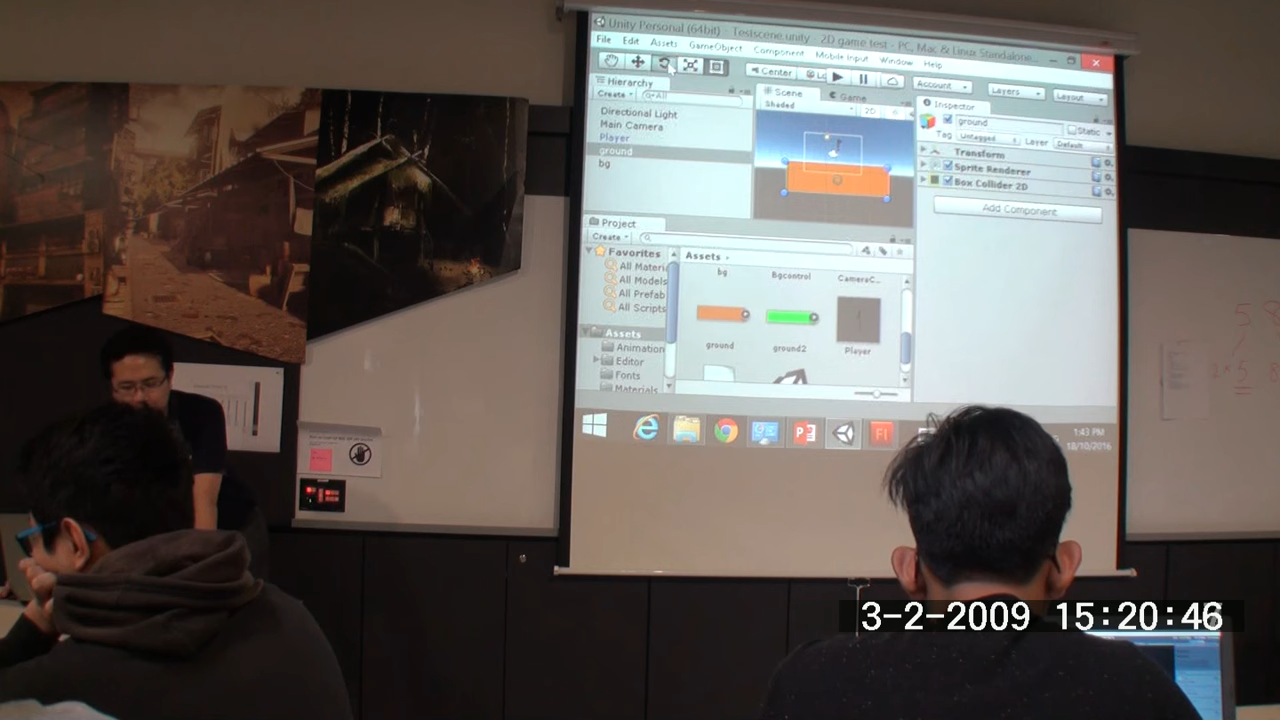 Unity Personal (64bit) - Testscene.unity - 2D game test - PC, Mac & Linux Standalone...
File Edit Assets GameObject Component Mobile Input Window Help
Center
Account
Layers
Layout
Hierarchy
Create
All
Directional Light
Main Camera
Player
ground
bg
Scene
Game
Shaded
2D
Inspector
ground
Static
Tag Untagged
Layer Default
Transform
Sprite Renderer
Box Collider 2D
Add Component
Project
Create
Favorites
All Materi
All Models
All Prefab
All Scripts
Assets
Animation
Editor
Fonts
Materials
Assets
bg
Bgcontrol
CameraC...
ground
ground2
Player
1:43 PM
18/10/2016
3-2-2009 15:20:46